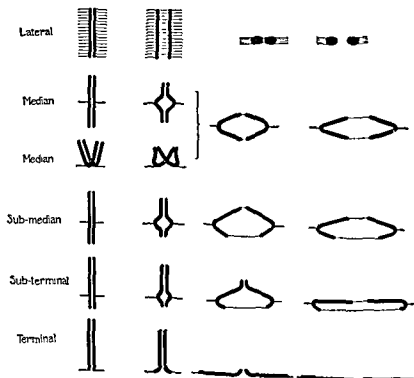 Lateral
Median
Median
Sub-median
Sub-terminal
Terminal